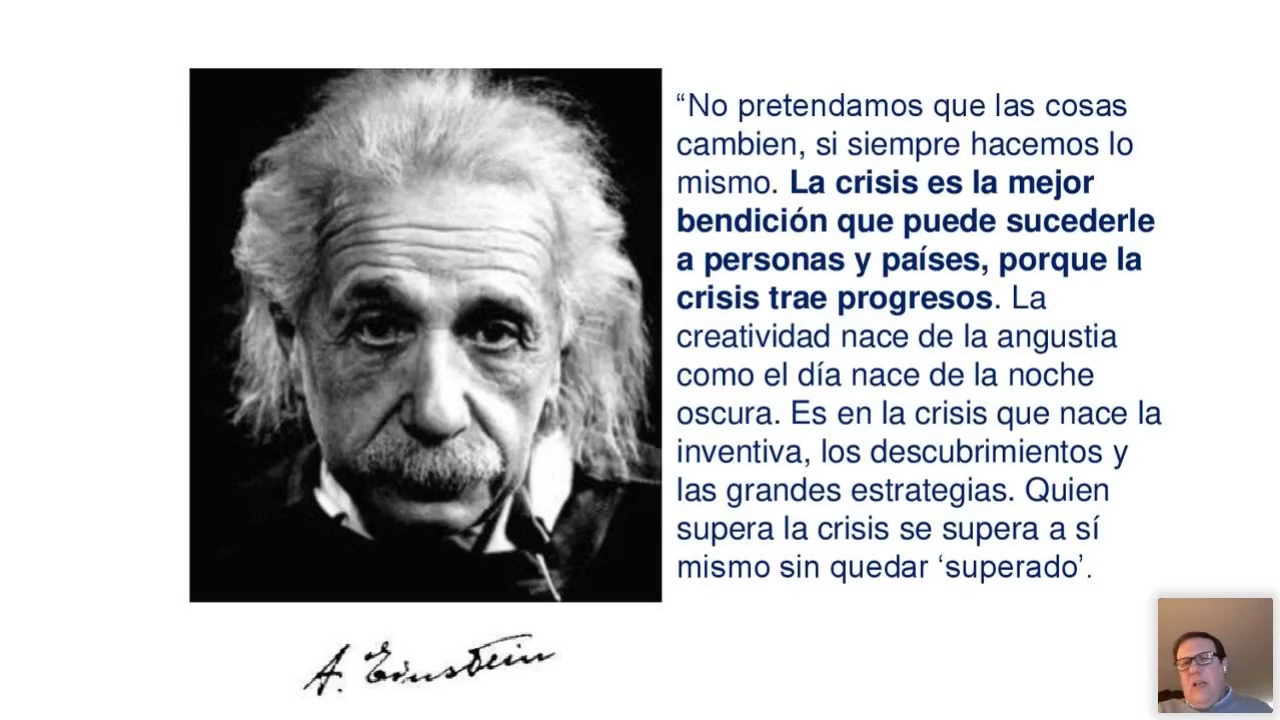 “No pretendamos que las cosas
cambien, si siempre hacemos lo
mismo. La crisis es la mejor
bendición que puede sucederle
a personas y países, porque la
crisis trae progresos. La
creatividad nace de la angustia
como el día nace de la noche
oscura. Es en la crisis que nace la
inventiva, los descubrimientos y
las grandes estrategias. Quien
supera la crisis se supera a sí
mismo sin quedar ‘superado’.
A. Einstein